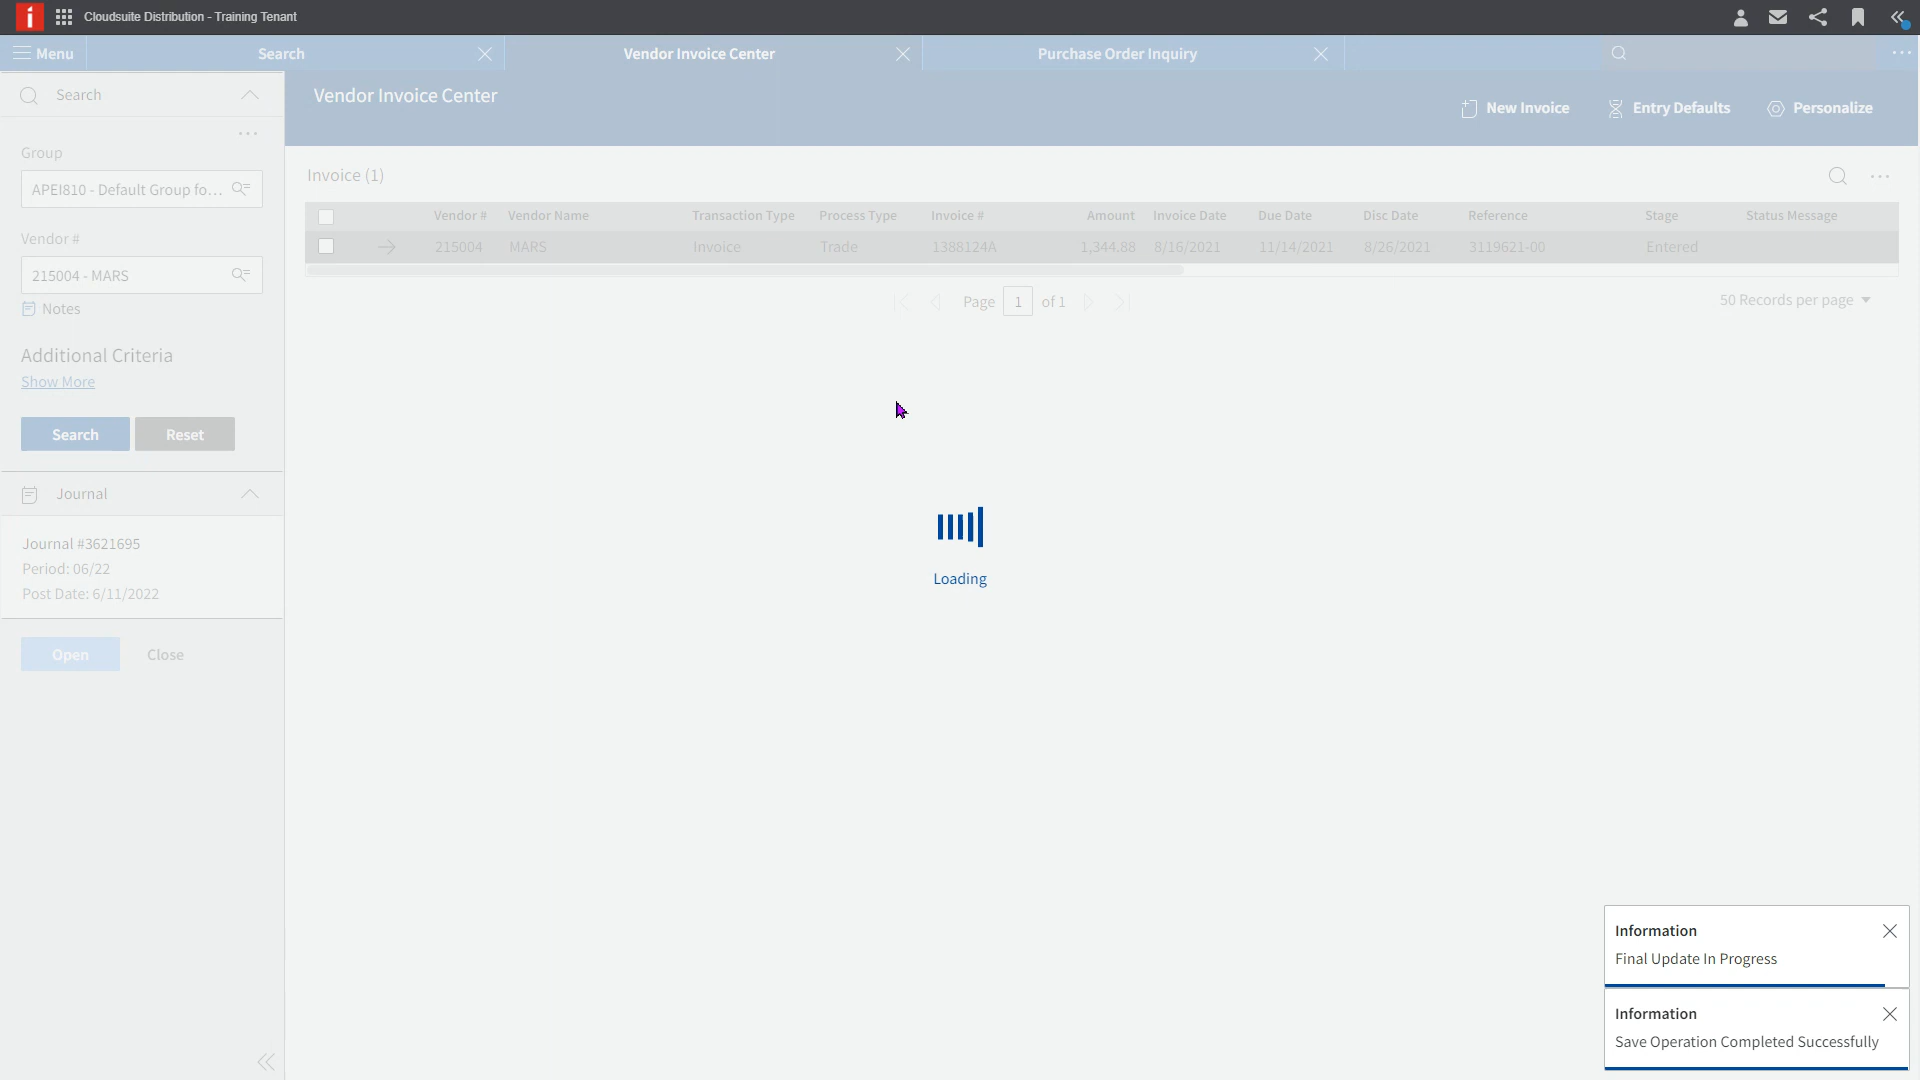 Cloudsuite Distribution - Training Tenant
Menu
Search
Vendor Invoice Center
Purchase Order Inquiry
Search
Vendor Invoice Center
New Invoice
Entry Defaults
Personalize
Group
APEI810 - Default Group fo...
Vendor #
215004 - MARS
Notes
Additional Criteria
Show More
Search
Reset
Journal
Journal #3621695
Period: 06/22
Post Date: 6/11/2022
Open
Close
Invoice (1)
Vendor # Vendor Name Transaction Type Process Type Invoice # Amount Invoice Date Due Date Disc Date Reference Stage Status Message
215004 MARS Invoice Trade 1388124A 1,344.88 8/16/2021 11/14/2021 8/26/2021 3119621-00 Entered
Page 1 of 1
50 Records per page
Loading
Information
Final Update In Progress
Information
Save Operation Completed Successfully